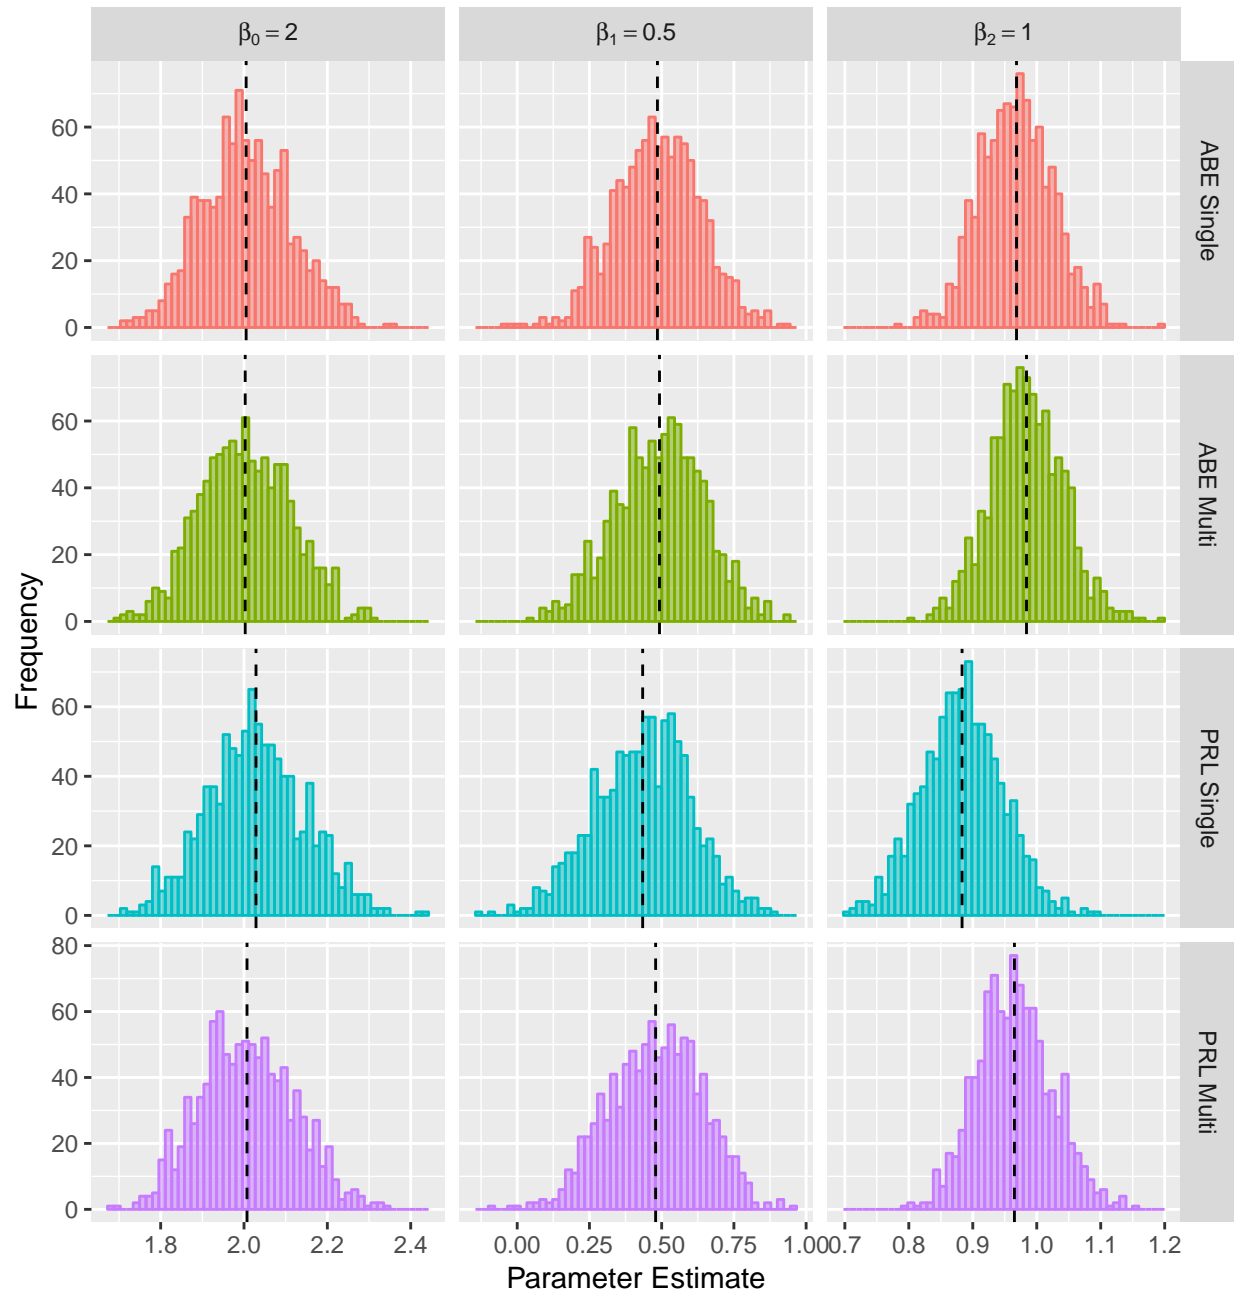 β₀ = 2 β₁ = 0.5 β₂ = 1
60
40
20
0
ABE Single
60
40
20
0
ABE Multi
60
40
20
0
PRL Single
80
60
40
20
0
PRL Multi
Frequency
1.8 2.0 2.2 2.4 0.00 0.25 0.50 0.75 1.00 0.7 0.8 0.9 1.0 1.1 1.2
Parameter Estimate